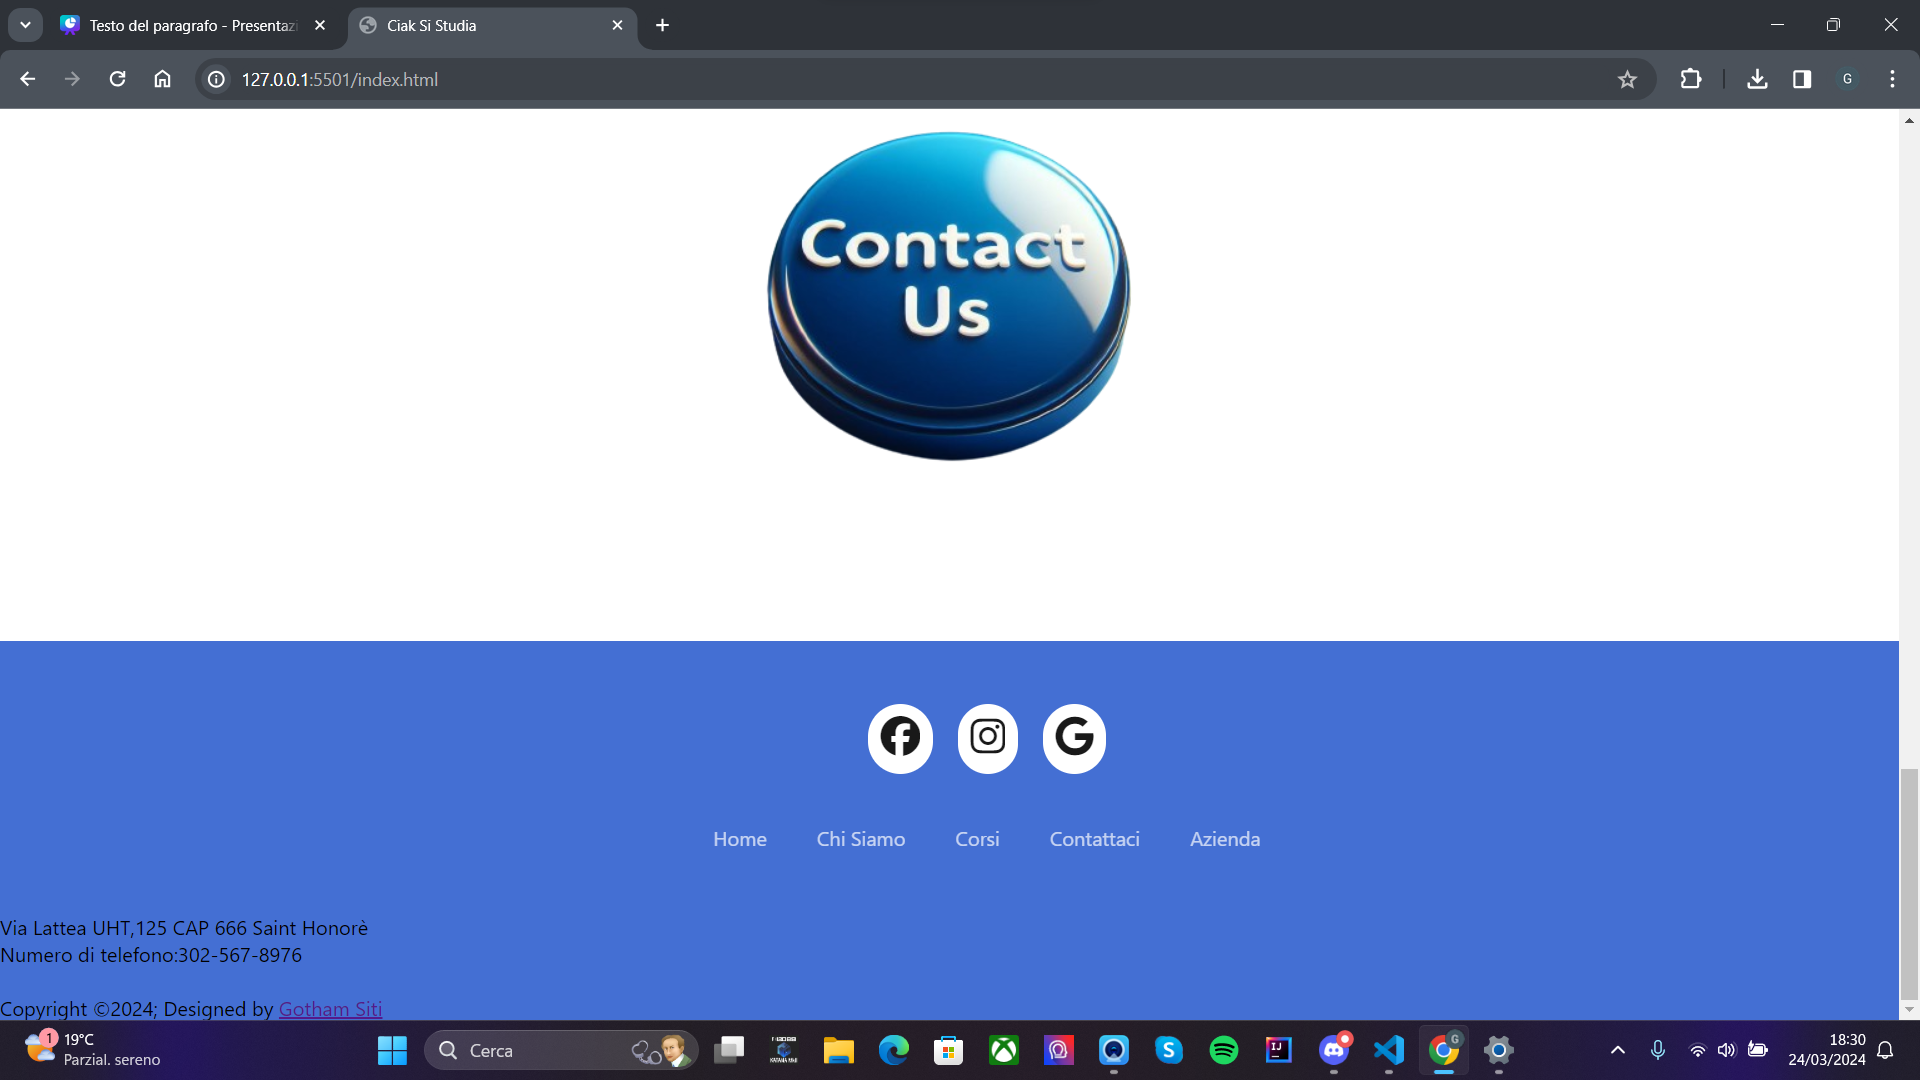 Testo del paragrafo - Presentazi
Ciak Si Studia
127.0.0.1:5501/index.html
G
Contact
Us
Home Chi Siamo Corsi Contattaci Azienda
Via Lattea UHT,125 CAP 666 Saint Honorè
Numero di telefono:302-567-8976
Copyright ©2024; Designed by Gotham Siti
1
19°C
Parzial. sereno
Cerca
G
18:30
24/03/2024